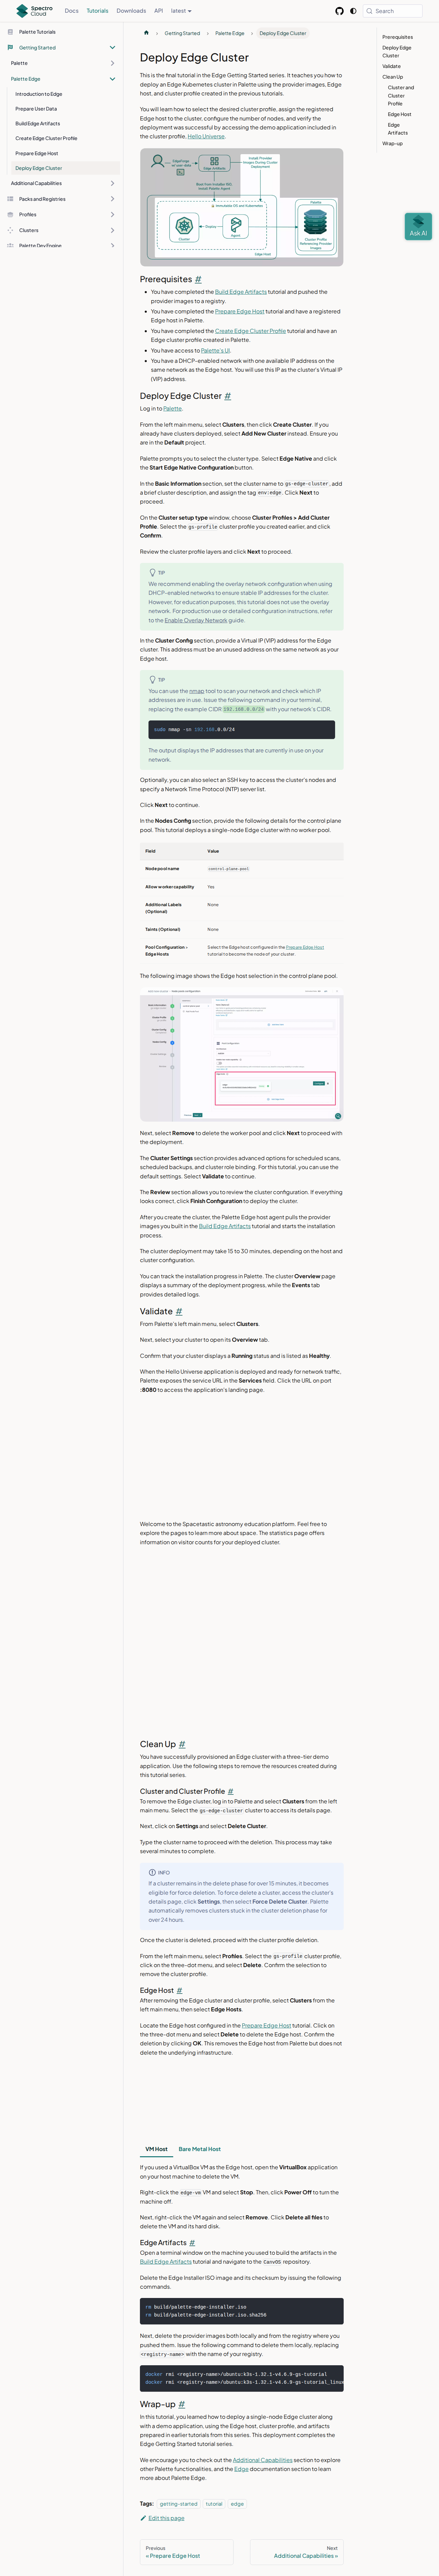 Spectro Cloud
Docs
Tutorials
Downloads
API
latest
Search
Palette Tutorials
Getting Started
Palette
Palette Edge
Introduction to Edge
Prepare User Data
Build Edge Artifacts
Create Edge Cluster Profile
Prepare Edge Host
Deploy Edge Cluster
Additional Capabilities
Packs and Registries
Profiles
Clusters
Palette Dev Engine
Getting Started
Palette Edge
Deploy Edge Cluster
Prerequisites
Deploy Edge Cluster
Validate
Clean Up
Cluster and Cluster Profile
Edge Host
Edge Artifacts
Wrap-up
Ask AI
Deploy Edge Cluster
This is the final tutorial in the Edge Getting Started series. It teaches you how to
deploy an Edge Kubernetes cluster in Palette using the provider images, Edge
host, and cluster profile created in the previous tutorials.
You will learn how to select the desired cluster profile, assign the registered
Edge host to the cluster, configure the number of nodes, and verify the
deployment was successful by accessing the demo application included in
the cluster profile, Hello Universe.
Prerequisites #
You have completed the Build Edge Artifacts tutorial and pushed the
provider images to a registry.
You have completed the Prepare Edge Host tutorial and have a registered
Edge host in Palette.
You have completed the Create Edge Cluster Profile tutorial and have an
Edge cluster profile created in Palette.
You have access to Palette's UI.
You have a DHCP-enabled network with one available IP address on the
same network as the Edge host. You will use this IP as the cluster's Virtual IP
(VIP) address.
Deploy Edge Cluster #
Log in to Palette.
From the left main menu, select Clusters, then click Create Cluster. If you
already have clusters deployed, select Add New Cluster instead. Ensure you
are in the Default project.
Palette prompts you to select the cluster type. Select Edge Native and click
the Start Edge Native Configuration button.
In the Basic Information section, set the cluster name to gs-edge-cluster, add
a brief cluster description, and assign the tag env:edge. Click Next to
proceed.
On the Cluster setup type window, choose Cluster Profiles > Add Cluster
Profile. Select the gs-profile cluster profile you created earlier, and click
Confirm.
Review the cluster profile layers and click Next to proceed.
TIP
We recommend enabling the overlay network configuration when using
DHCP-enabled networks to ensure stable IP addresses for the cluster.
However, for education purposes, this tutorial does not use the overlay
network. For production use or detailed configuration instructions, refer
to the Enable Overlay Network guide.
In the Cluster Config section, provide a Virtual IP (VIP) address for the Edge
cluster. This address must be an unused address on the same network as your
Edge host.
TIP
You can use the nmap tool to scan your network and check which IP
addresses are in use. Issue the following command in your terminal,
replacing the example CIDR 192.168.0.0/24 with your network's CIDR.
sudo nmap -sn 192.168.0.0/24
The output displays the IP addresses that are currently in use on your
network.
Optionally, you can also select an SSH key to access the cluster's nodes and
specify a Network Time Protocol (NTP) server list.
Click Next to continue.
In the Nodes Config section, provide the following details for the control plane
pool. This tutorial deploys a single-node Edge cluster with no worker pool.
Field Value
Node pool name control-plane-pool
Allow worker capability Yes
Additional Labels (Optional) None
Taints (Optional) None
Pool Configuration > Edge Hosts Select the Edge host configured in the Prepare Edge Host tutorial to become the node of your cluster.
The following image shows the Edge host selection in the control plane pool.
Next, select Remove to delete the worker pool and click Next to proceed with
the deployment.
The Cluster Settings section provides advanced options for scheduled scans,
scheduled backups, and cluster role binding. For this tutorial, you can use the
default settings. Select Validate to continue.
The Review section allows you to review the cluster configuration. If everything
looks correct, click Finish Configuration to deploy the cluster.
After you create the cluster, the Palette Edge host agent pulls the provider
images you built in the Build Edge Artifacts tutorial and starts the installation
process.
The cluster deployment may take 15 to 30 minutes, depending on the host and
cluster configuration.
You can track the installation progress in Palette. The cluster Overview page
displays a summary of the deployment progress, while the Events tab
provides detailed logs.
Validate #
From Palette's left main menu, select Clusters.
Next, select your cluster to open its Overview tab.
Confirm that your cluster displays a Running status and is listed as Healthy.
When the Hello Universe application is deployed and ready for network traffic,
Palette exposes the service URL in the Services field. Click the URL on port
:8080 to access the application's landing page.
Welcome to the Spacetastic astronomy education platform. Feel free to
explore the pages to learn more about space. The statistics page offers
information on visitor counts for your deployed cluster.
Clean Up #
You have successfully provisioned an Edge cluster with a three-tier demo
application. Use the following steps to remove the resources created during
this tutorial series.
Cluster and Cluster Profile #
To remove the Edge cluster, log in to Palette and select Clusters from the left
main menu. Select the gs-edge-cluster cluster to access its details page.
Next, click on Settings and select Delete Cluster.
Type the cluster name to proceed with the deletion. This process may take
several minutes to complete.
INFO
If a cluster remains in the delete phase for over 15 minutes, it becomes
eligible for force deletion. To force delete a cluster, access the cluster's
details page, click Settings, then select Force Delete Cluster. Palette
automatically removes clusters stuck in the cluster deletion phase for
over 24 hours.
Once the cluster is deleted, proceed with the cluster profile deletion.
From the left main menu, select Profiles. Select the gs-profile cluster profile,
click on the three-dot menu, and select Delete. Confirm the selection to
remove the cluster profile.
Edge Host #
After removing the Edge cluster and cluster profile, select Clusters from the
left main menu, then select Edge Hosts.
Locate the Edge host configured in the Prepare Edge Host tutorial. Click on
the three-dot menu and select Delete to delete the Edge host. Confirm the
deletion by clicking OK. This removes the Edge host from Palette but does not
delete the underlying infrastructure.
VM Host
Bare Metal Host
If you used a VirtualBox VM as the Edge host, open the VirtualBox application
on your host machine to delete the VM.
Right-click the edge-vm VM and select Stop. Then, click Power Off to turn the
machine off.
Next, right-click the VM again and select Remove. Click Delete all files to
delete the VM and its hard disk.
Edge Artifacts #
Open a terminal window on the machine you used to build the artifacts in the
Build Edge Artifacts tutorial and navigate to the CanvOS repository.
Delete the Edge Installer ISO image and its checksum by issuing the following
commands.
rm build/palette-edge-installer.iso
rm build/palette-edge-installer.iso.sha256
Next, delete the provider images both locally and from the registry where you
pushed them. Issue the following command to delete them locally, replacing
<registry-name> with the name of your registry.
docker rmi <registry-name>/ubuntu:k3s-1.32.1-v4.6.9-gs-tutorial
docker rmi <registry-name>/ubuntu:k3s-1.32.1-v4.6.9-gs-tutorial_linux
Wrap-up #
In this tutorial, you learned how to deploy a single-node Edge cluster along
with a demo application, using the Edge host, cluster profile, and artifacts
prepared in earlier tutorials from this series. This deployment completes the
Edge Getting Started tutorial series.
We encourage you to check out the Additional Capabilities section to explore
other Palette functionalities, and the Edge documentation section to learn
more about Palette Edge.
Tags: getting-started tutorial edge
Edit this page
Previous
« Prepare Edge Host
Next
Additional Capabilities »